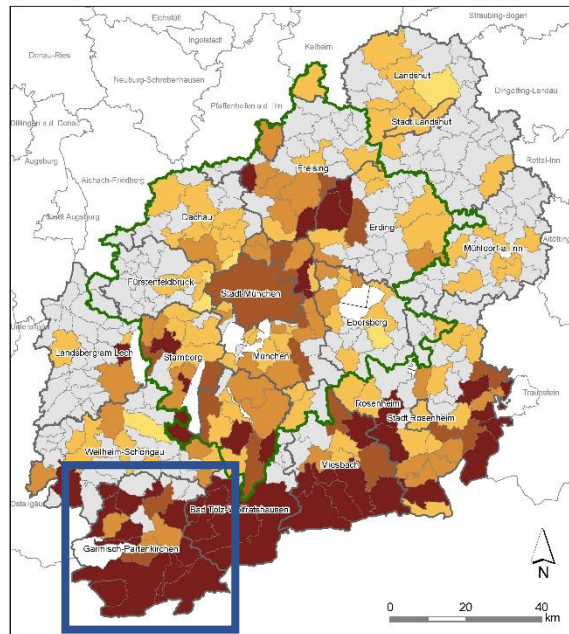 Straubing-Bogen
Eichstätt
Ingolstadt
Kelheim
Donau-Ries
Landshut
Neuburg-Schrobenhausen
Dingolfing-Landau
Pfaffenhofen a.d. Ilm
Stadt Landshut
Dillingen a.d. Donau
Rottal-Inn
Augsburg
Freising
Aichach-Friedberg
Stadt Augsburg
Dachau
Erding
Mühldorf a. Inn
Altötting
Fürstenfeldbruck
Stadt München
Ebersberg
Unterallgäu
Landsberg am Lech
Starnberg
München
Rosenheim
Traunstein
Stadt Rosenheim
Weilheim-Schongau
Miesbach
Ostallgäu
Bad Tölz-Wolfratshausen
Garmisch-Partenkirchen
N
0 10 20 40
km